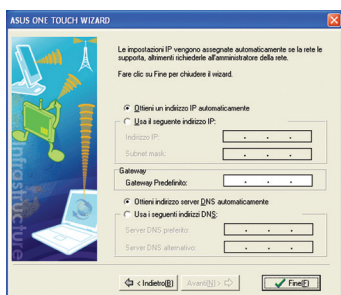 ASUS ONE TOUCH WIZARD
Le impostazioni IP vengono assegnate automaticamente se la rete le
supporta, altrimenti richiederle all'amministratore della rete.
Fare clic su Fine per chiudere il wizard.
Ottieni un indirizzo IP automaticamente
Usa il seguente indirizzo IP:
Indirizzo IP:
Subnet mask:
Gateway
Gateway Predefinito:
Ottieni indirizzo server DNS automaticamente
Usa i seguenti indirizzi DNS:
Server DNS preferito:
Server DNS alternativo:
Infrastructure
< Indietro(B)
Avanti(N) >
Fine(F)